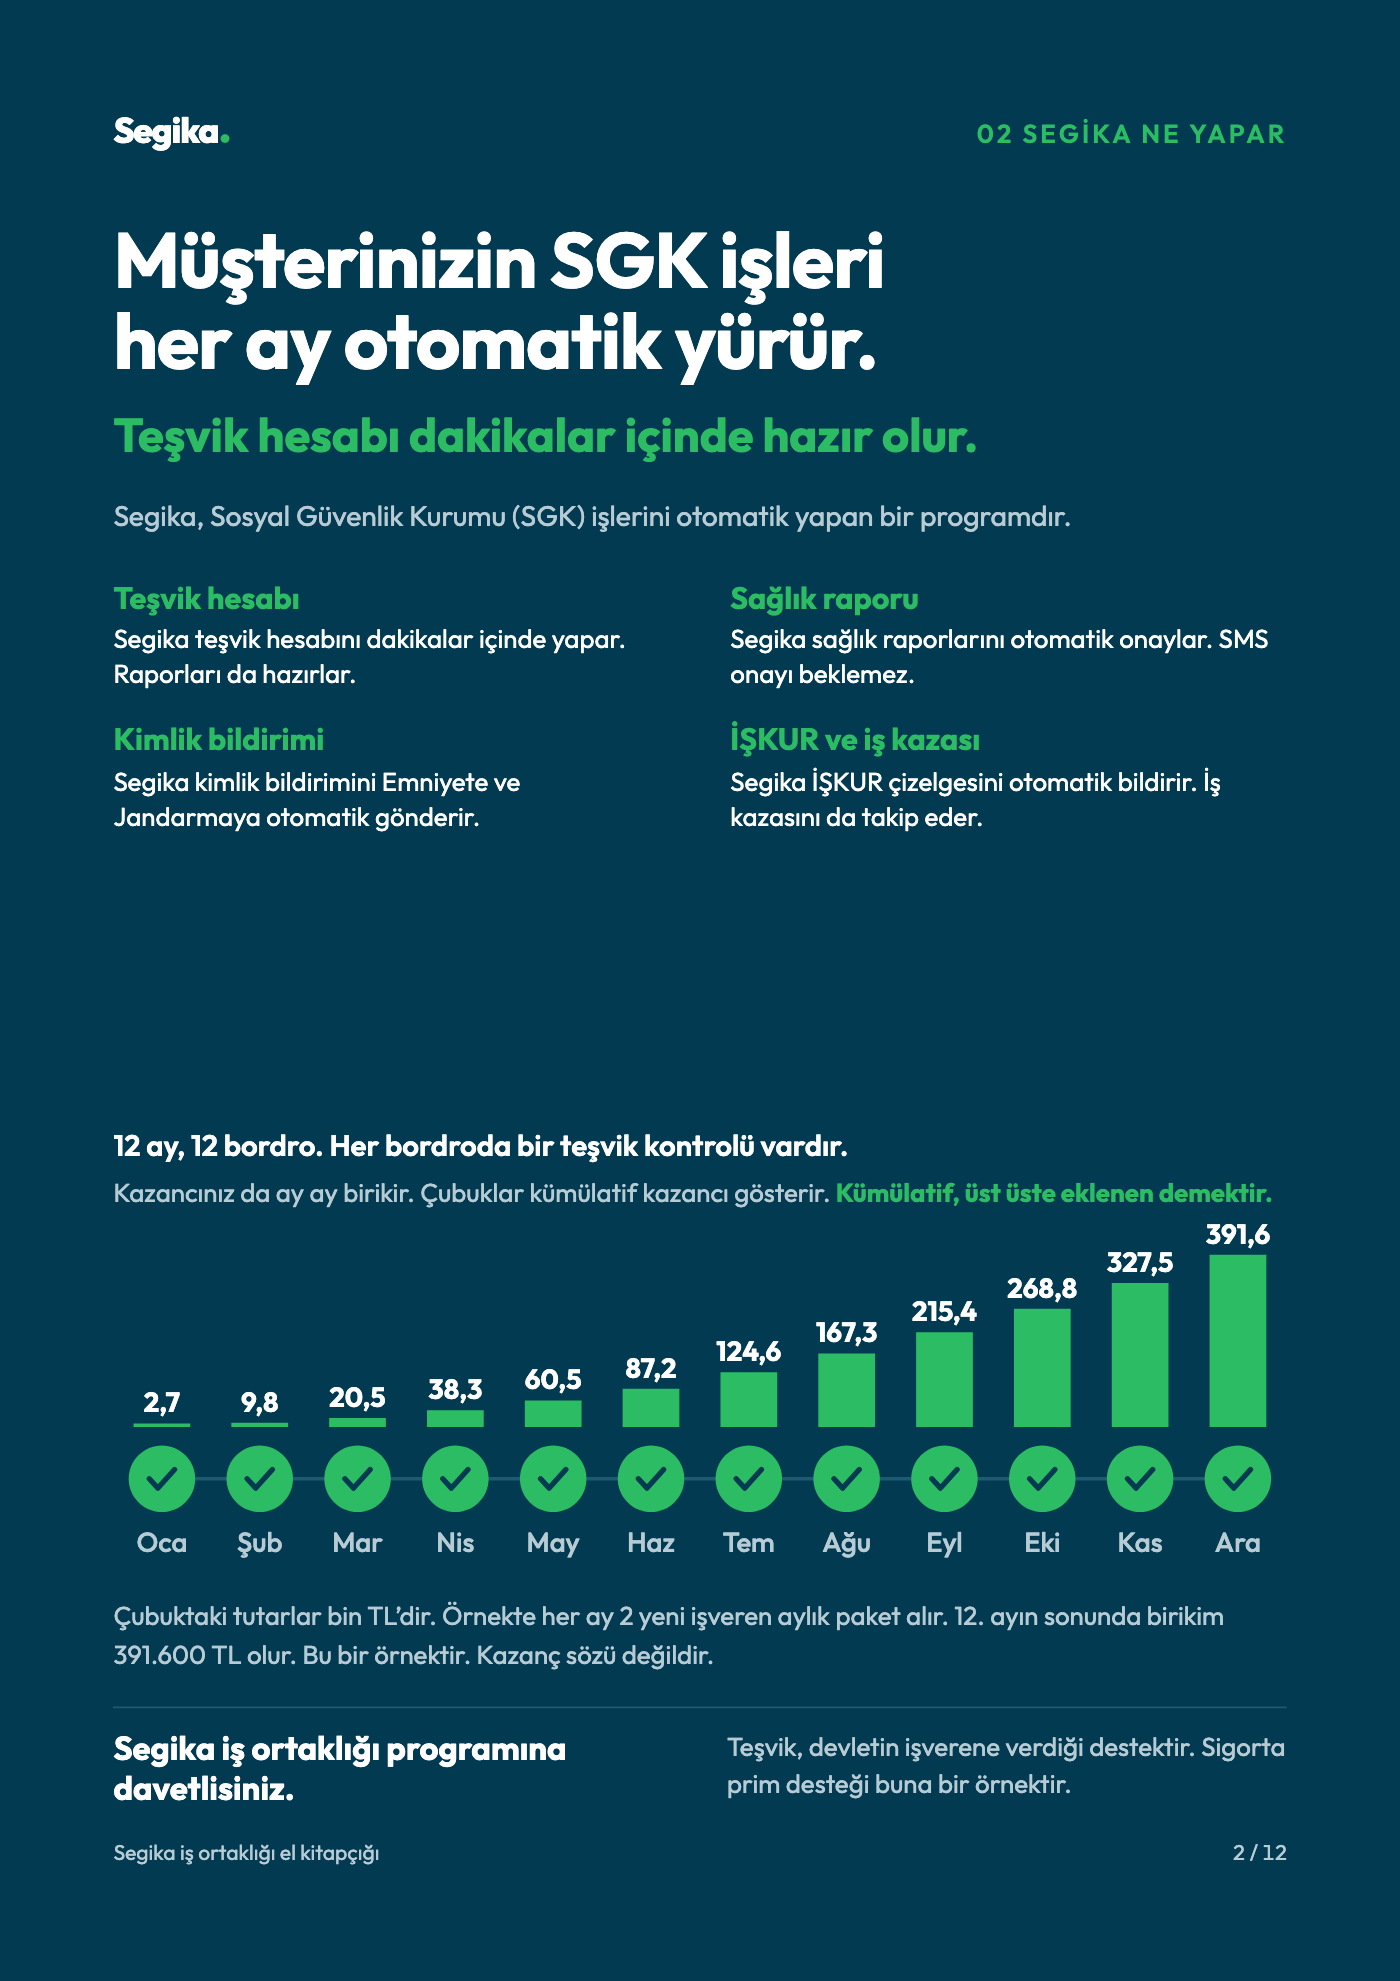 Segika.
02 SEGİKA NE YAPAR
Müşterinizin SGK işleri
her ay otomatik yürür.
Teşvik hesabı dakikalar içinde hazır olur.
Segika, Sosyal Güvenlik Kurumu (SGK) işlerini otomatik yapan bir programdır.
Teşvik hesabı
Segika teşvik hesabını dakikalar içinde yapar.
Raporları da hazırlar.
Sağlık raporu
Segika sağlık raporlarını otomatik onaylar. SMS
onayı beklemez.
Kimlik bildirimi
Segika kimlik bildirimini Emniyete ve
Jandarmaya otomatik gönderir.
İŞKUR ve iş kazası
Segika İŞKUR çizelgesini otomatik bildirir. İş
kazasını da takip eder.
12 ay, 12 bordro. Her bordroda bir teşvik kontrolü vardır.
Kazancınız da ay ay birikir. Çubuklar kümülatif kazancı gösterir. Kümülatif, üst üste eklenen demektir.
2,7 9,8 20,5 38,3 60,5 87,2 124,6 167,3 215,4 268,8 327,5 391,6
Oca Şub Mar Nis May Haz Tem Ağu Eyl Eki Kas Ara
Çubuktaki tutarlar bin TL’dir. Örnekte her ay 2 yeni işveren aylık paket alır. 12. ayın sonunda birikim
391.600 TL olur. Bu bir örnektir. Kazanç sözü değildir.
Segika iş ortaklığı programına
davetlisiniz.
Teşvik, devletin işverene verdiği destektir. Sigorta
prim desteği buna bir örnektir.
Segika iş ortaklığı el kitapçığı
2 / 12